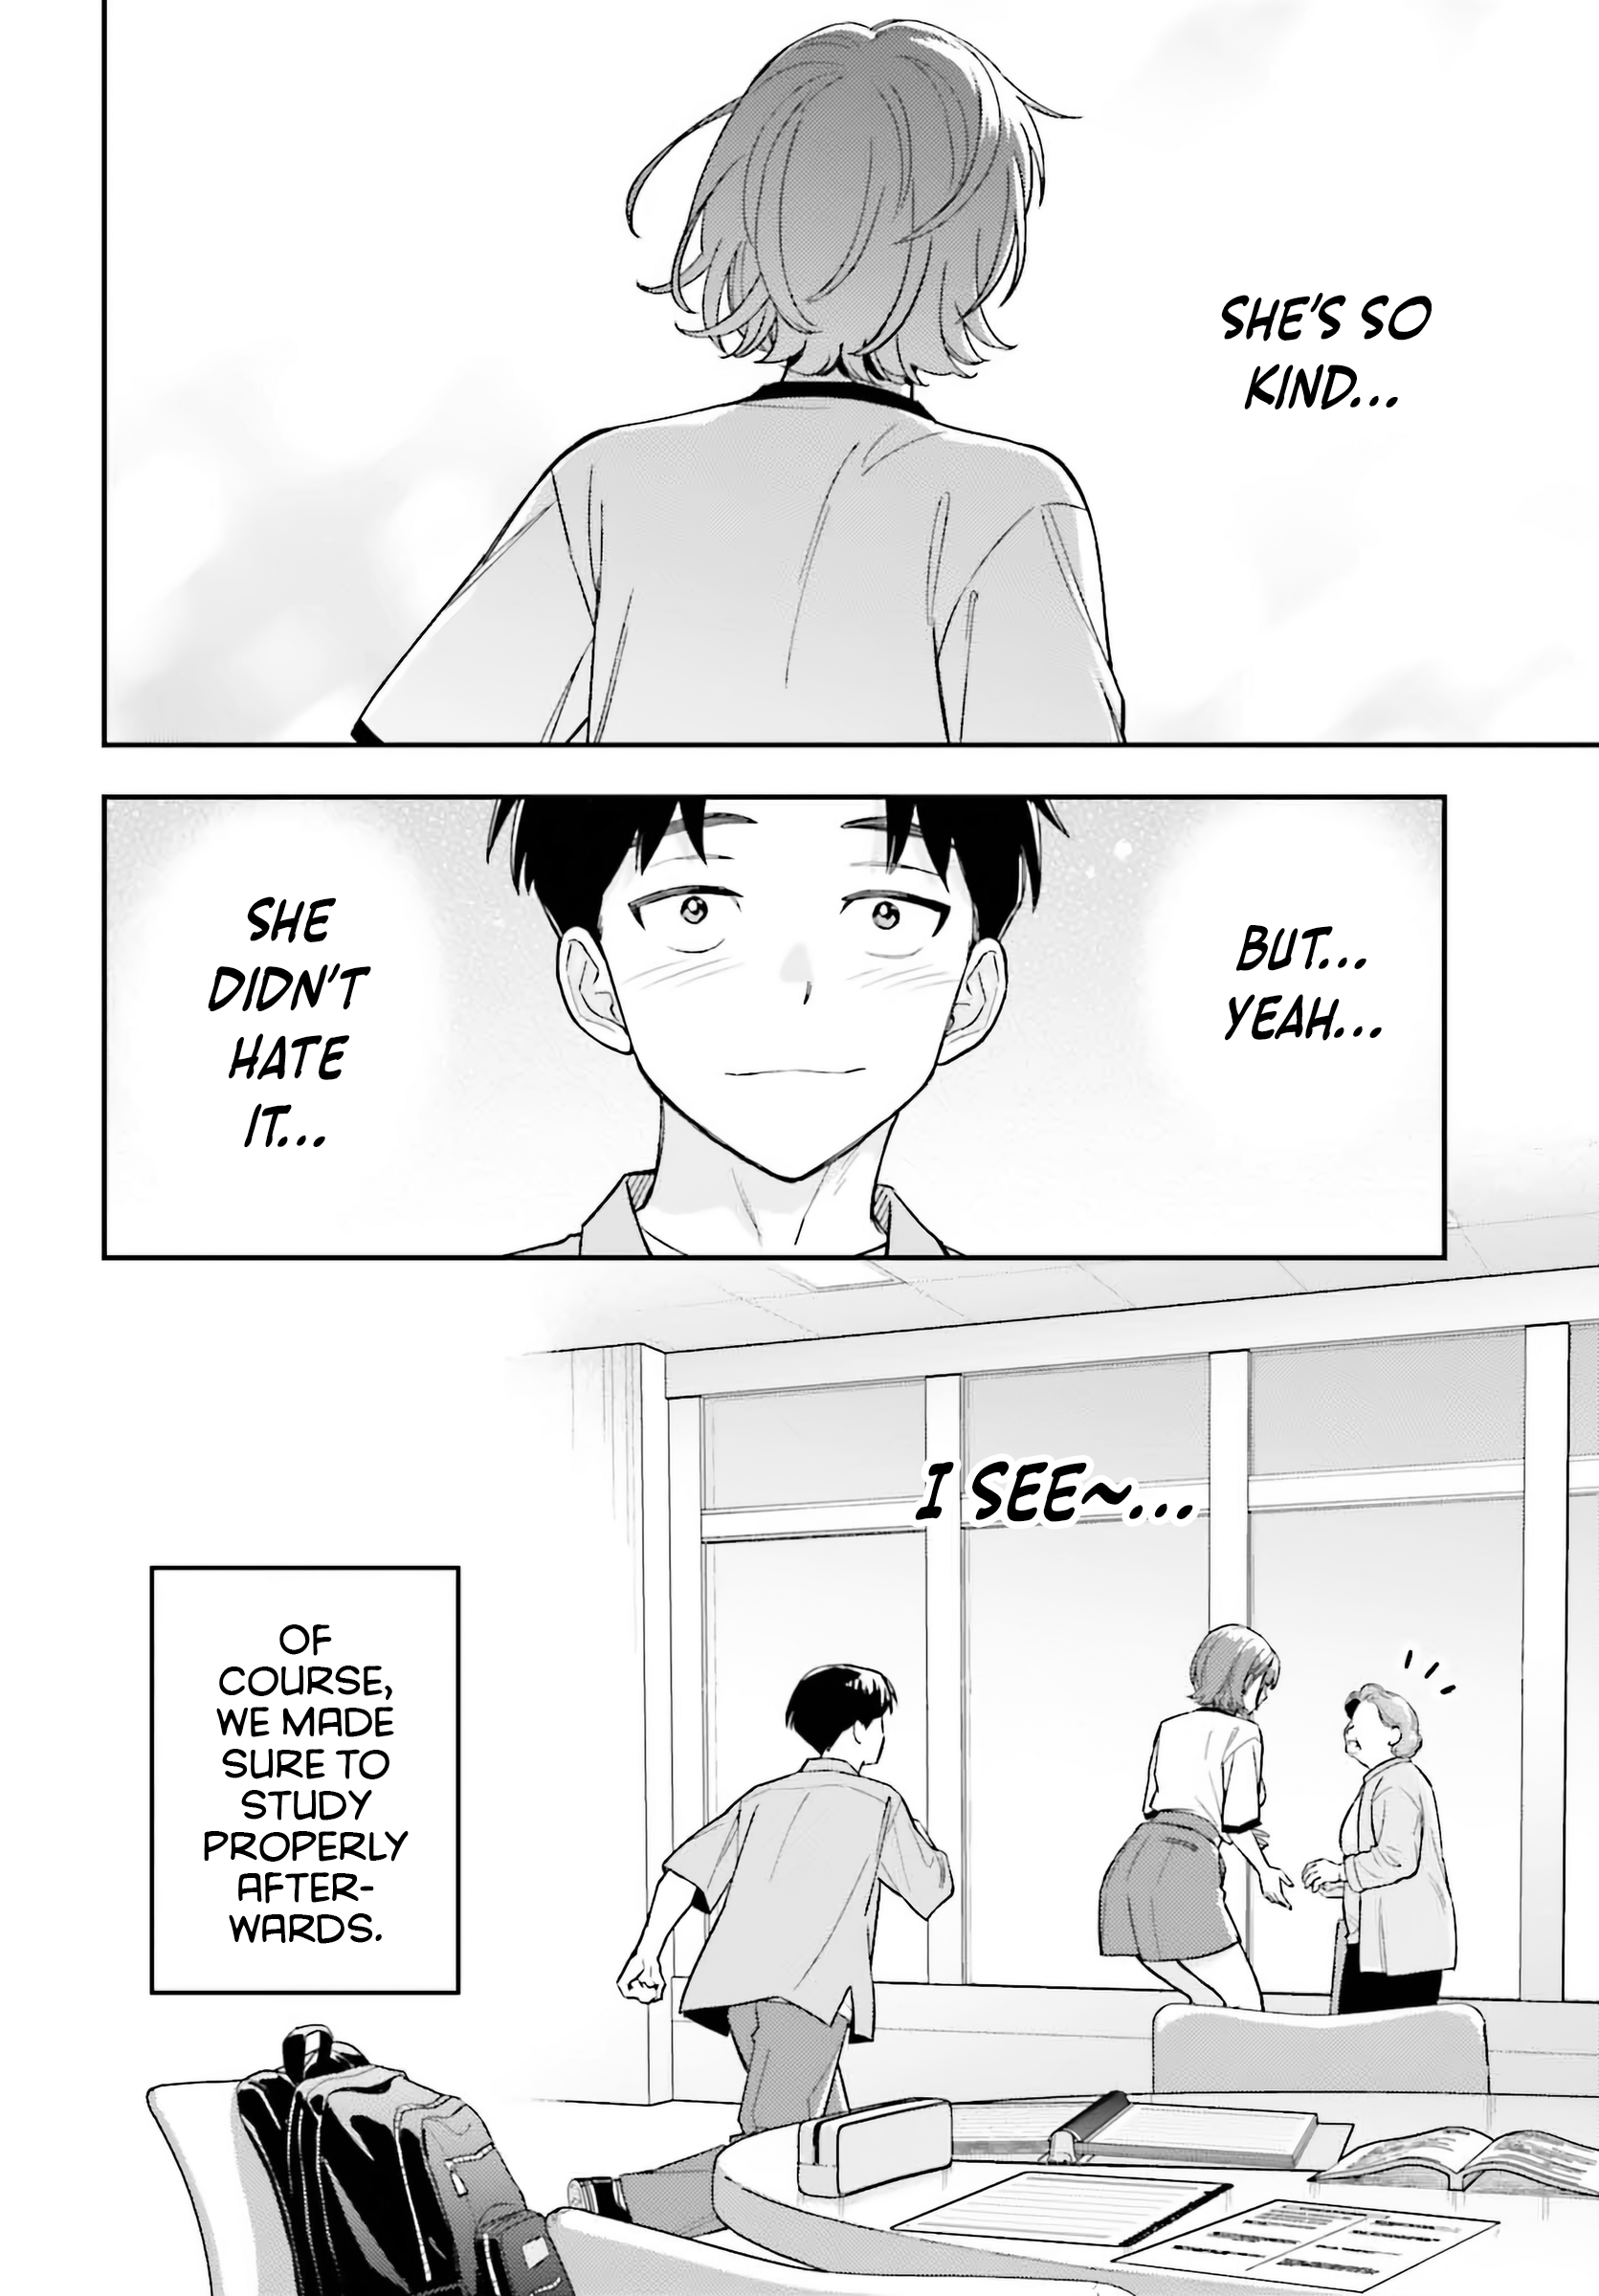 SHE'S SO
KIND...
BUT...
YEAH...
SHE
DIDN'T
HATE
IT...
I SEE~...
OF
COURSE,
WE MADE
SURE TO
STUDY
PROPERLY
AFTER-
WARDS.